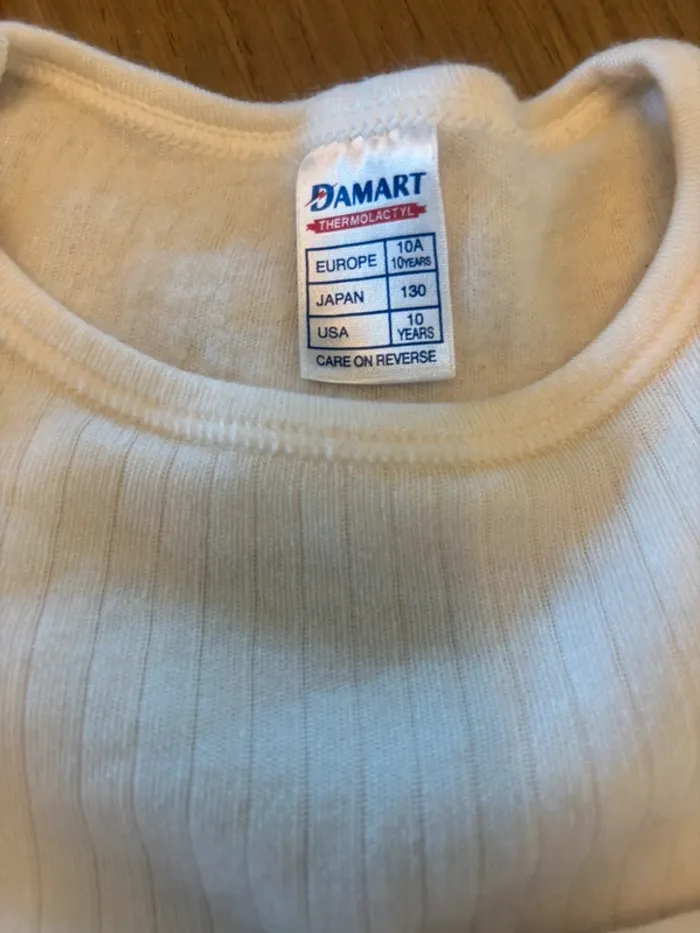 DAMART
THERMOLACTYL
EUROPE 10A 10YEARS
JAPAN 130
USA 10 YEARS
CARE ON REVERSE